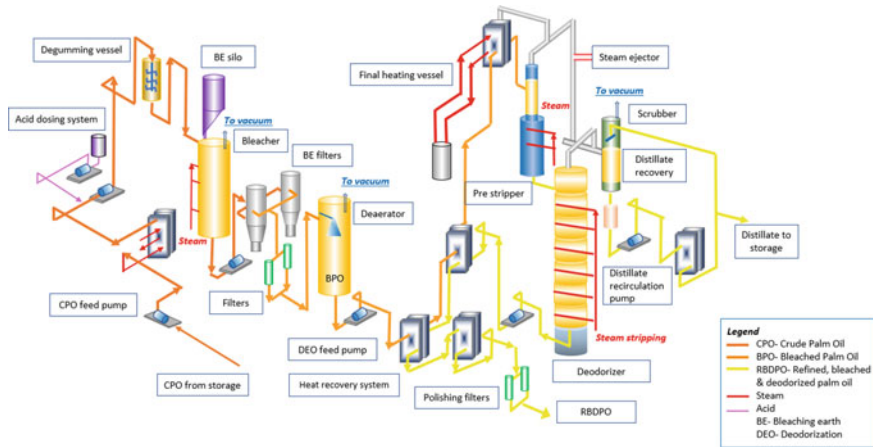 Degumming vessel
BE silo
Acid dosing system
To vacuum
Bleacher
BE filters
To vacuum
Deaerator
Steam
CPO feed pump
Filters
BPO
CPO from storage
DEO feed pump
Heat recovery system
Final heating vessel
Steam ejector
Steam
To vacuum
Scrubber
Distillate recovery
Pre stripper
Distillate to storage
Distillate recirculation pump
Steam stripping
Deodorizer
Polishing filters
RBDPO
Legend
CPO- Crude Palm Oil
BPO- Bleached Palm Oil
RBDPO- Refined, bleached
& deodorized palm oil
Steam
Acid
BE- Bleaching earth
DEO- Deodorization